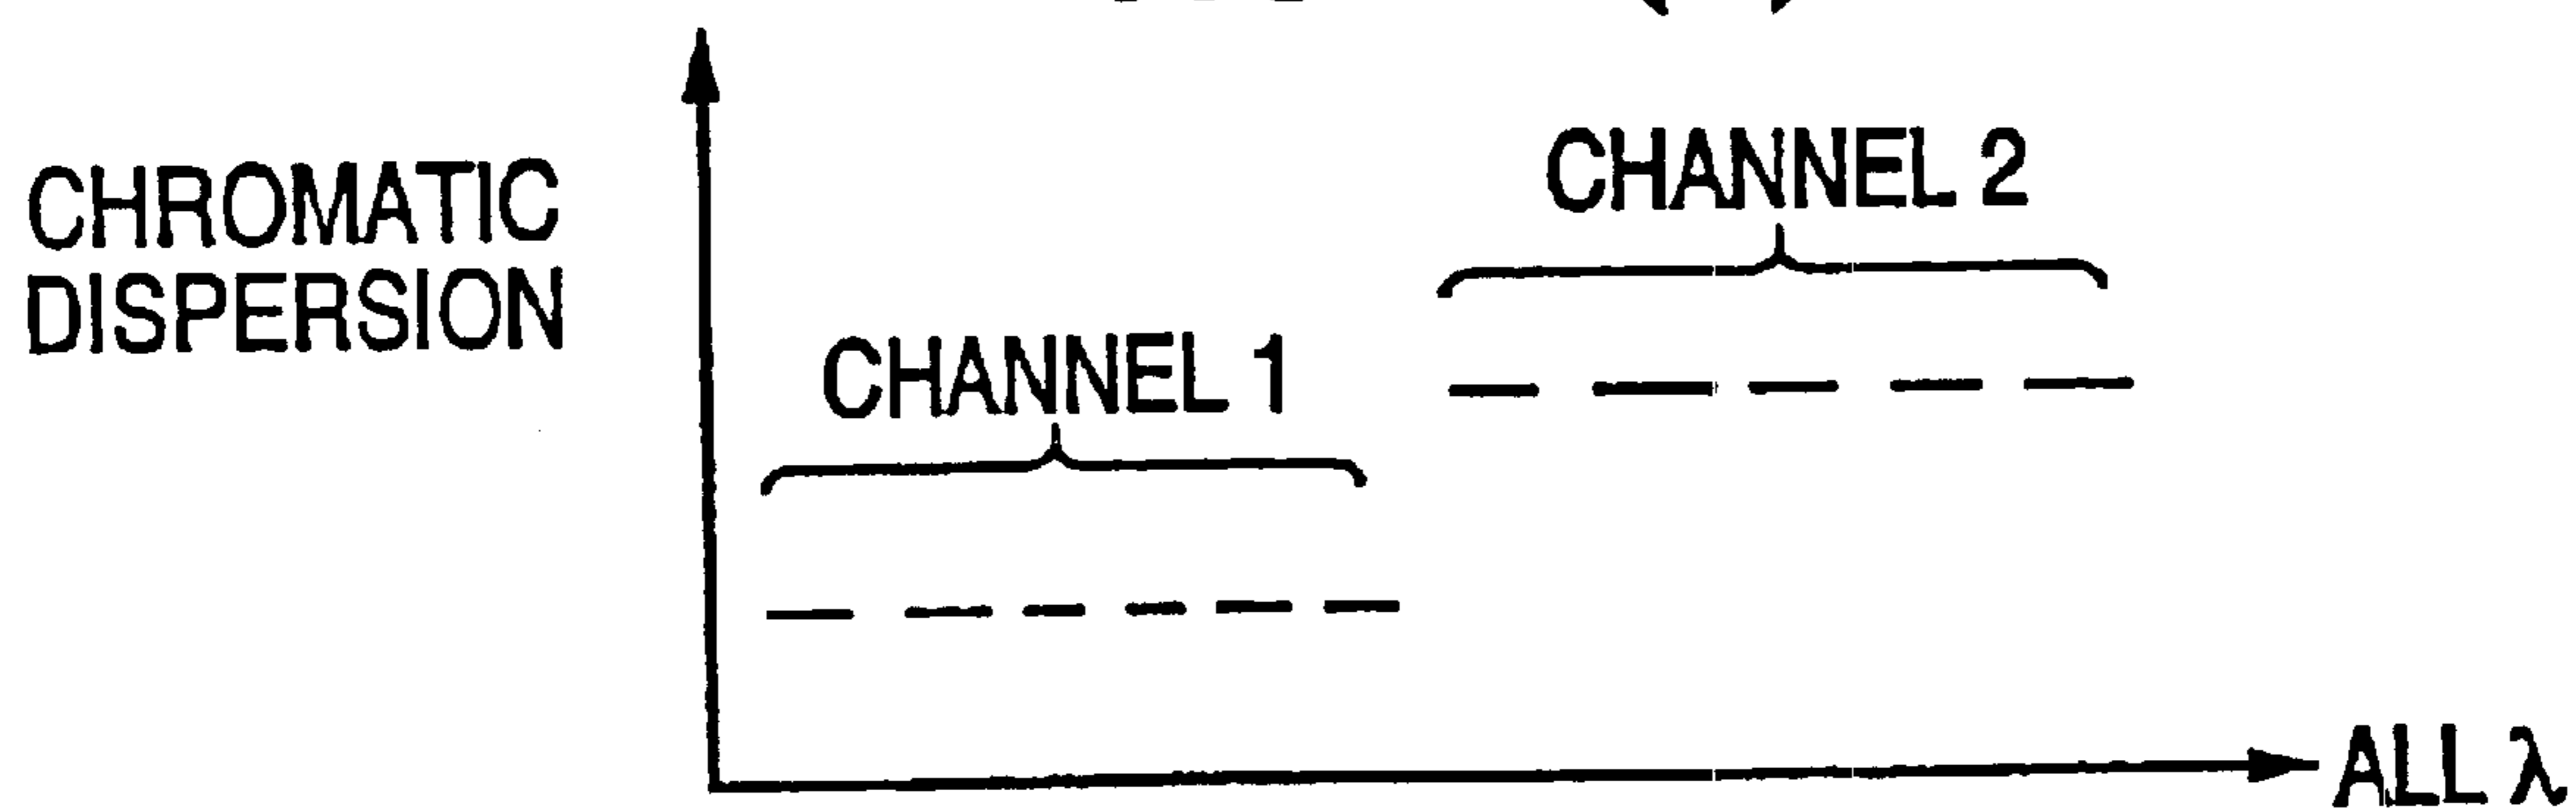 CHROMATIC
DISPERSION
CHANNEL 1
CHANNEL 2
ALL λ